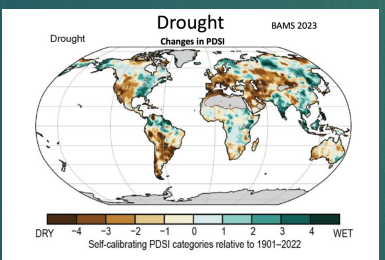 Drought
BAMS 2023
Changes in PDSI
Drought
DRY −4 −3 −2 −1 0 1 2 3 4 WET
Self-calibrating PDSI categories relative to 1901–2022